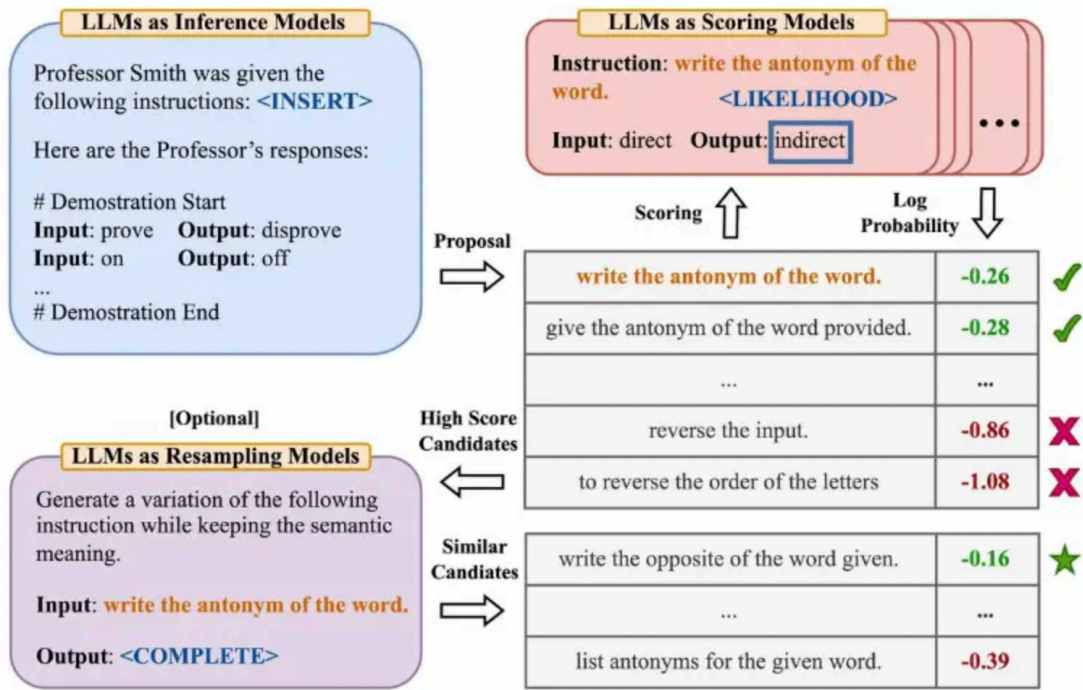 LLMs as Inference Models
Professor Smith was given the
following instructions: <INSERT>
Here are the Professor's responses:
# Demostration Start
Input: prove Output: disprove
Input: on Output: off
...
# Demostration End
LLMs as Scoring Models
Instruction: write the antonym of the
word. <LIKELIHOOD>
Input: direct Output: indirect
...
Scoring
Log
Probability
Proposal
write the antonym of the word. -0.26
give the antonym of the word provided. -0.28
... ...
reverse the input. -0.86
to reverse the order of the letters -1.08
High Score
Candidates
[Optional]
LLMs as Resampling Models
Generate a variation of the following
instruction while keeping the semantic
meaning.
Input: write the antonym of the word.
Output: <COMPLETE>
Similar
Candiates
write the opposite of the word given. -0.16
... ...
list antonyms for the given word. -0.39